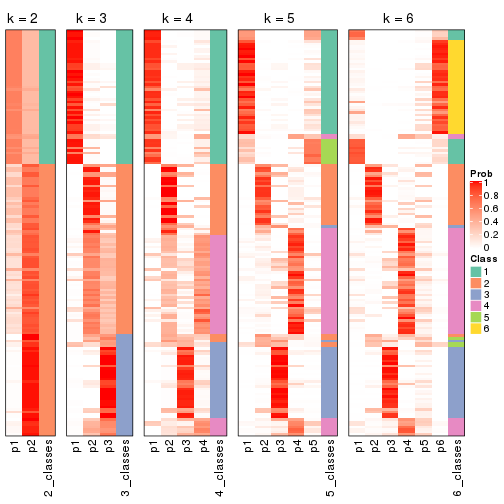 k = 2
k = 3
k = 4
k = 5
k = 6
p1
p2
2_classes
p1
p2
p3
3_classes
p1
p2
p3
p4
4_classes
p1
p2
p3
p4
p5
5_classes
p1
p2
p3
p4
p5
p6
6_classes
Prob
1
0.8
0.6
0.4
0.2
0
Class
1
2
3
4
5
6